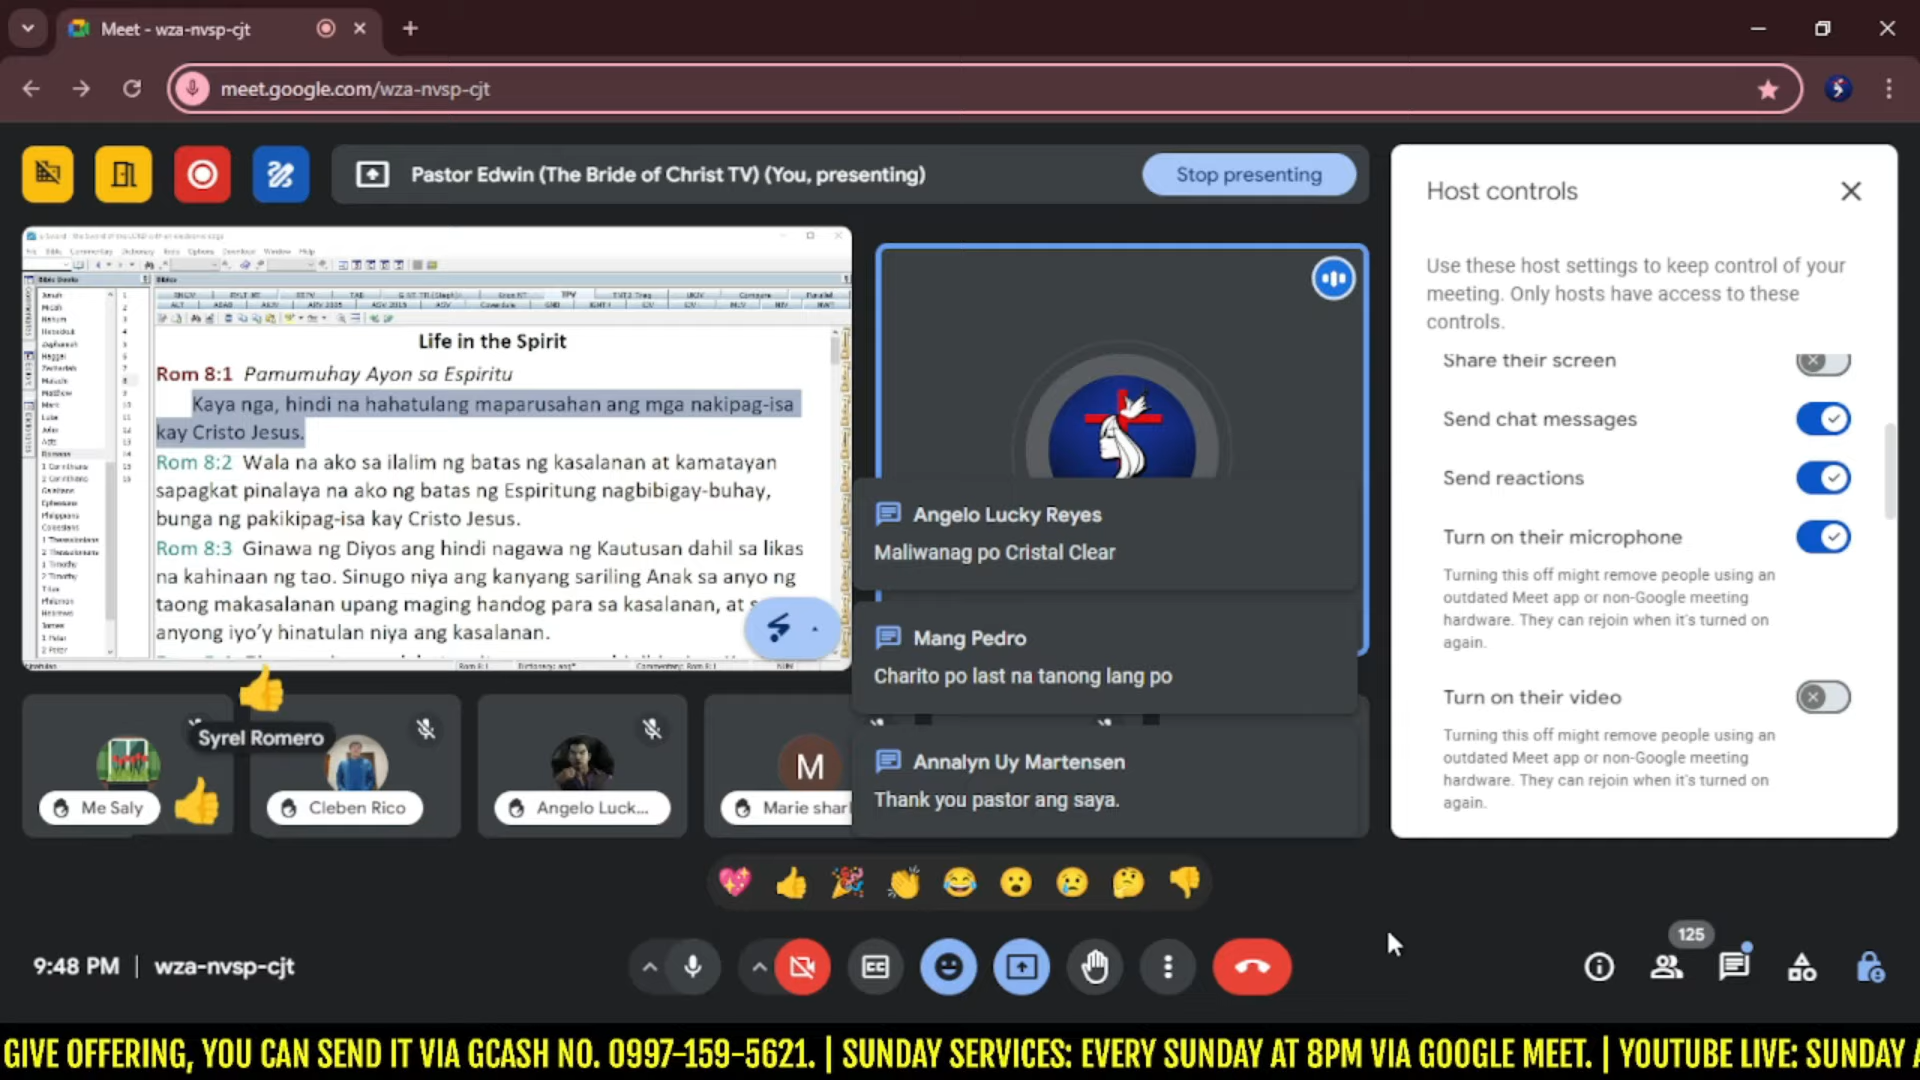 Meet - wza-nvsp-cjt
meet.google.com/wza-nvsp-cjt
Pastor Edwin (The Bride of Christ TV) (You, presenting)
Stop presenting
Life in the Spirit
Rom 8:1 Pamumuhay Ayon sa Espiritu
Kaya nga, hindi na hahatulang maparusahan ang mga nakipag-isa
kay Cristo Jesus.
Rom 8:2 Wala na ako sa ilalim ng batas ng kasalanan at kamatayan
sapagkat pinalaya na ako ng batas ng Espiritung nagbibigay-buhay,
bunga ng pakikipag-isa kay Cristo Jesus.
Rom 8:3 Ginawa ng Diyos ang hindi nagawa ng Kautusan dahil sa likas
na kahinaan ng tao. Sinugo niya ang kanyang sariling Anak sa anyo ng
taong makasalanan upang maging handog para sa kasalanan, at
anyong iyo'y hinatulan niya ang kasalanan.
Angelo Lucky Reyes
Maliwanag po Cristal Clear
Mang Pedro
Charito po last na tanong lang po
Annalyn Uy Martensen
Thank you pastor ang saya.
Syrel Romero
Me Saly
Cleben Rico
Angelo Luck...
M
Marie shar
Host controls
Use these host settings to keep control of your
meeting. Only hosts have access to these
controls.
Share their screen
Send chat messages
Send reactions
Turn on their microphone
Turning this off might remove people using an
outdated Meet app or non-Google meeting
hardware. They can rejoin when it's turned on
again.
Turn on their video
Turning this off might remove people using an
outdated Meet app or non-Google meeting
hardware. They can rejoin when it's turned on
again.
9:48 PM | wza-nvsp-cjt
125
GIVE OFFERING, YOU CAN SEND IT VIA GCASH NO. 0997-159-5621. | SUNDAY SERVICES: EVERY SUNDAY AT 8PM VIA GOOGLE MEET. | YOUTUBE LIVE: SUNDAY